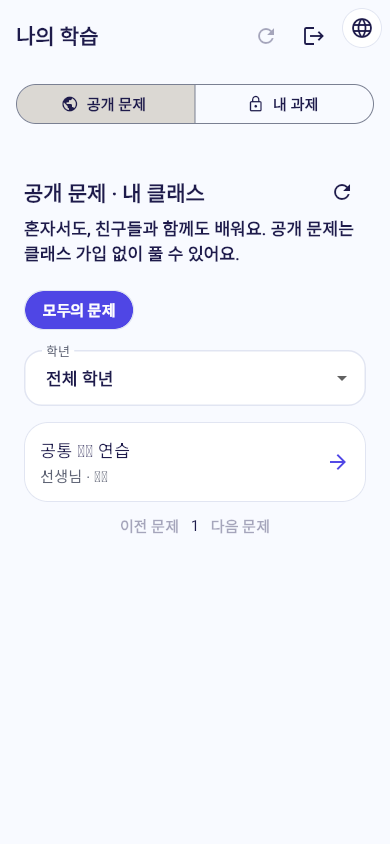 나의 학습
공개 문제
내 과제
공개 문제 · 내 클래스
혼자서도, 친구들과 함께도 배워요. 공개 문제는
클래스 가입 없이 풀 수 있어요.
모두의 문제
학년
전체 학년
공통 연습
선생님 ·
이전 문제 1 다음 문제